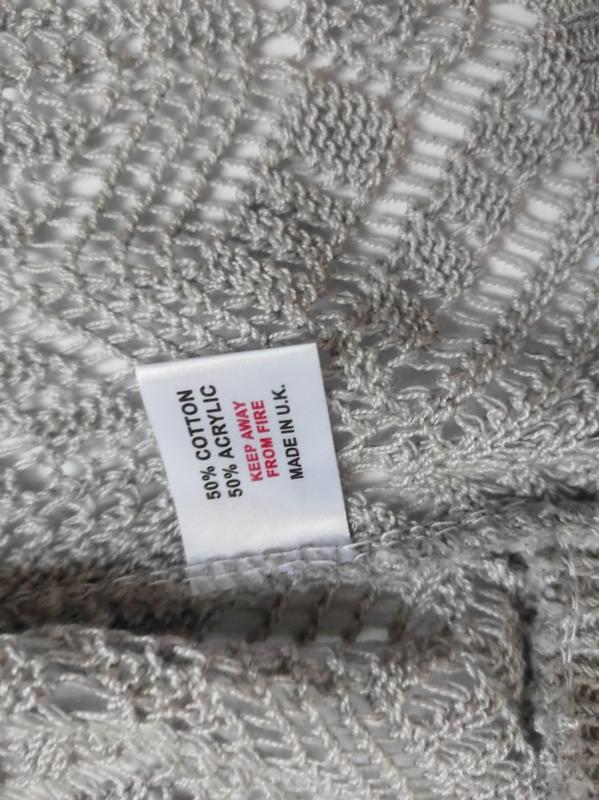 50% COTTON
50% ACRYLIC
KEEP AWAY
FROM FIRE
MADE IN U.K.